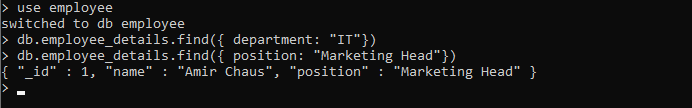 > use employee
switched to db employee
> db.employee_details.find({ department: "IT"})
> db.employee_details.find({ position: "Marketing Head"})
{ "_id" : 1, "name" : "Amir Chaus", "position" : "Marketing Head" }
>